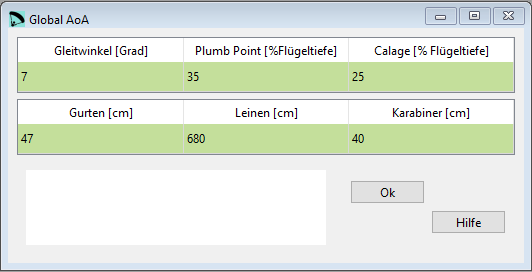 Global AoA
Gleitwinkel [Grad] Plumb Point [%Flügeltiefe] Calage [% Flügeltiefe]
7 35 25
Gurten [cm] Leinen [cm] Karabiner [cm]
47 680 40
Ok
Hilfe